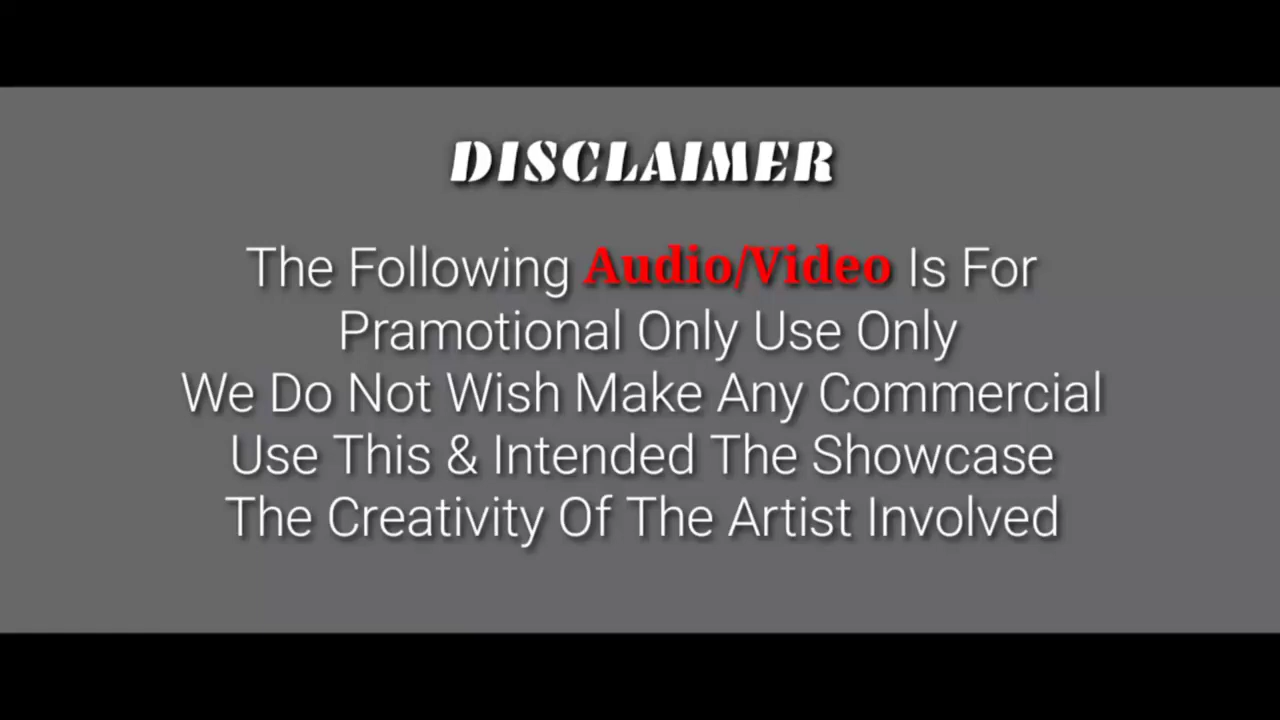 DISCLAIMER
The Following Audio/Video Is For
Pramotional Only Use Only
We Do Not Wish Make Any Commercial
Use This & Intended The Showcase
The Creativity Of The Artist Involved